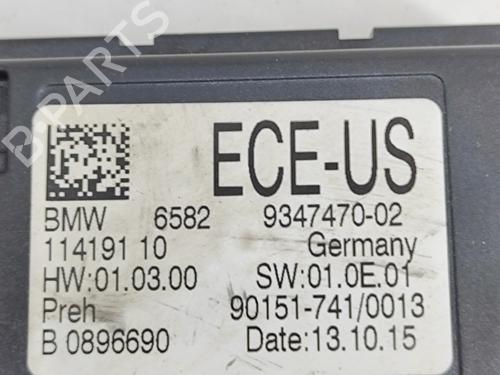 ECE-US
BMW 6582 9347470-02
114191 10 Germany
HW:01.03.00 SW:01.0E.01
Preh 90151-741/0013
B 0896690 Date:13.10.15
B PARTS